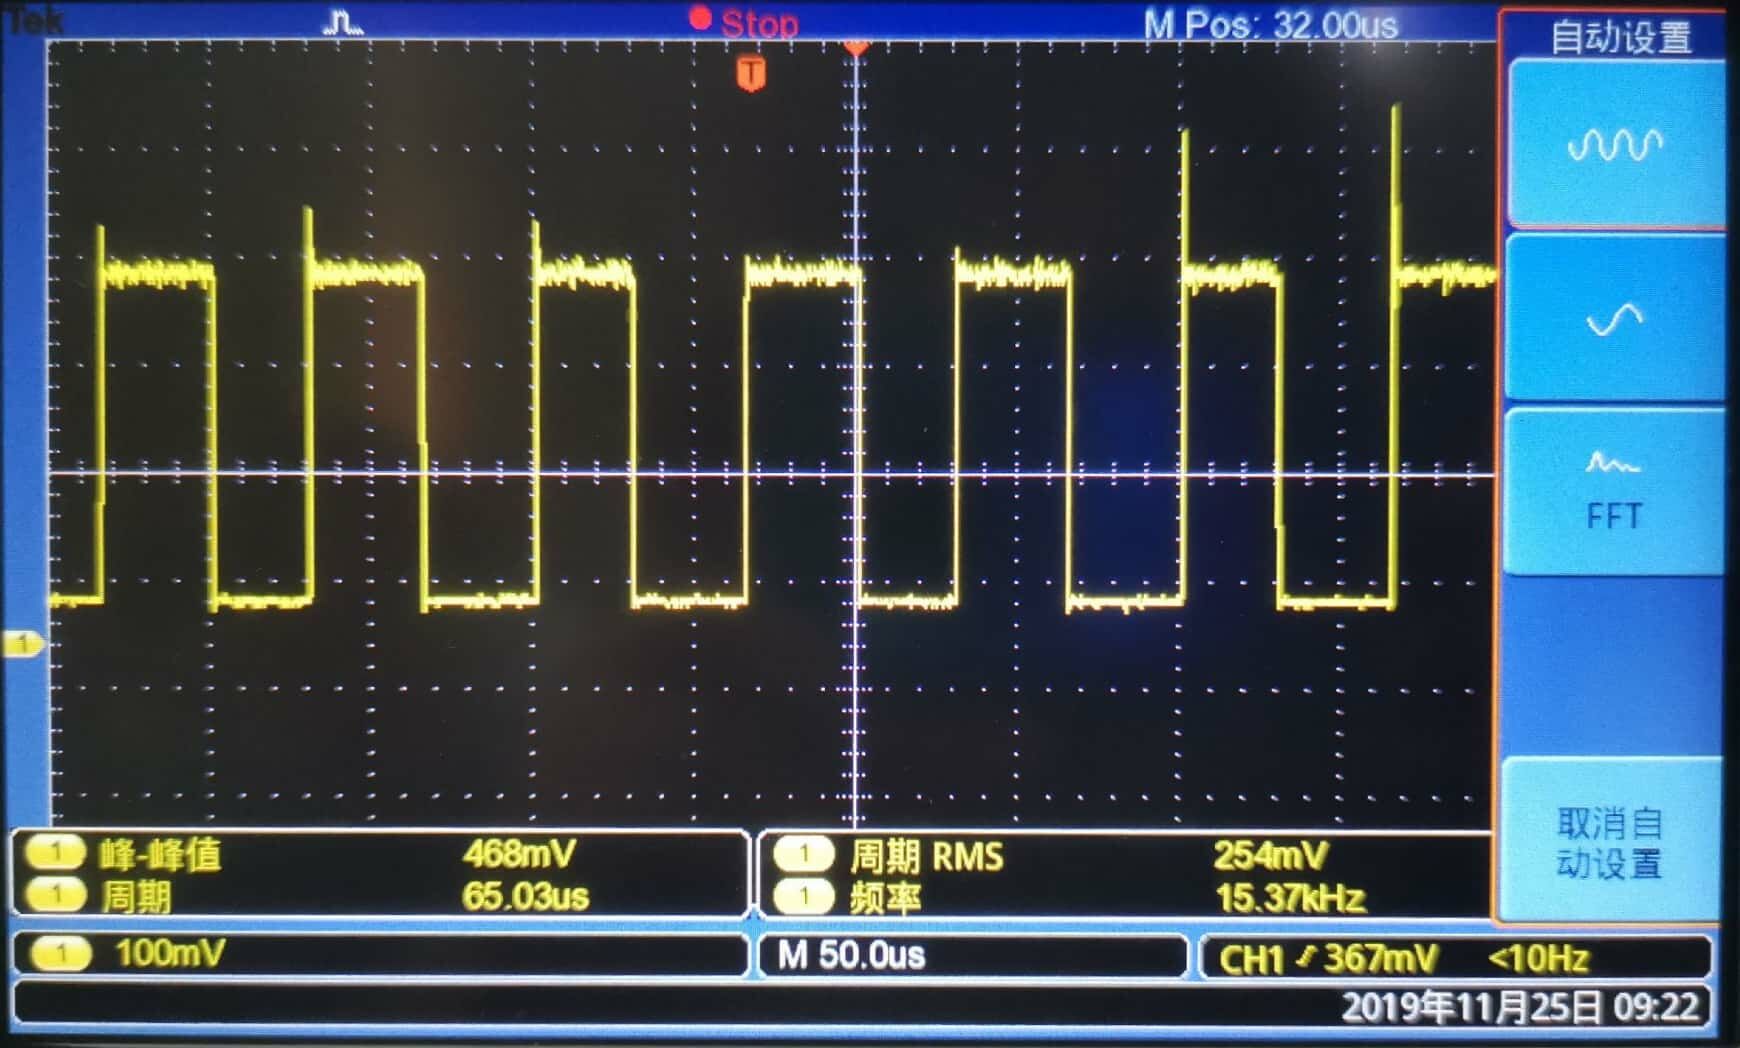 Tek
Stop
M Pos: 32.00us
自动设置
T
FFT
取消自
动设置
1
1 峰-峰值 468mV
1 周期 65.03us
1 周期 RMS 254mV
1 频率 15.37kHz
1 100mV
M 50.0us
CH1 367mV <10Hz
2019年11月25日 09:22